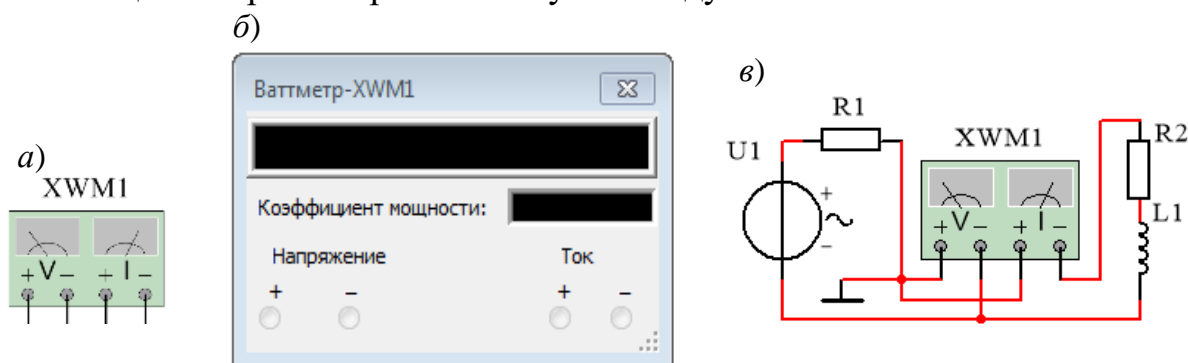 б)
а)
XWM1
+ V – + I –
Ваттметр-XWM1
Коэффициент мощности:
Напряжение Ток
+ – + –
в)
R1
U1
XWM1
R2
+
–
+ V – + I –
L1